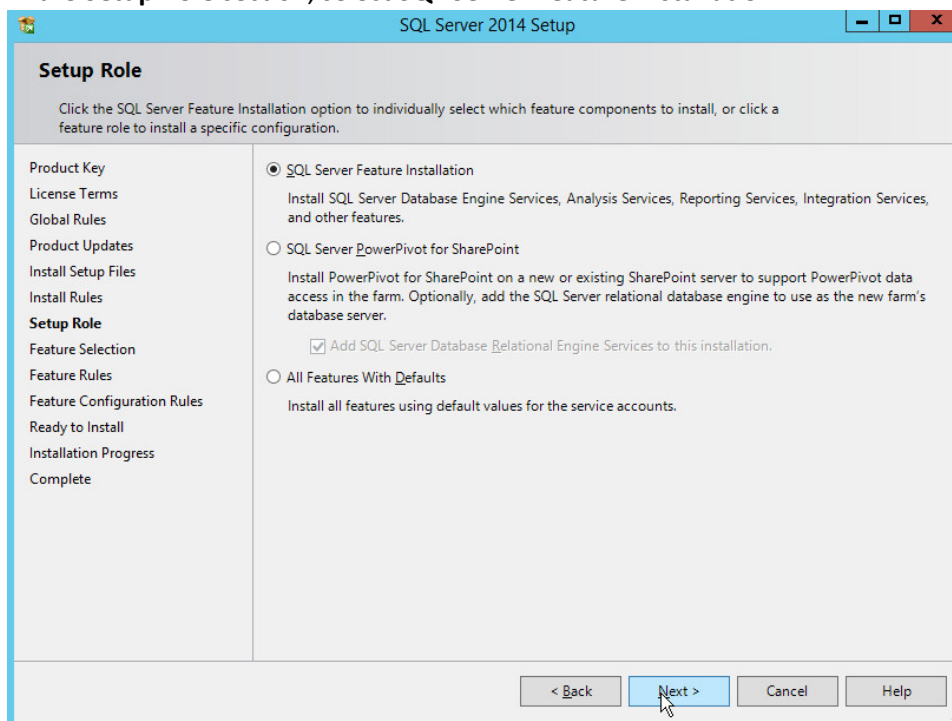 SQL Server 2014 Setup
Setup Role
Click the SQL Server Feature Installation option to individually select which feature components to install, or click a
feature role to install a specific configuration.
Product Key
License Terms
Global Rules
Product Updates
Install Setup Files
Install Rules
Setup Role
Feature Selection
Feature Rules
Feature Configuration Rules
Ready to Install
Installation Progress
Complete
SQL Server Feature Installation
Install SQL Server Database Engine Services, Analysis Services, Reporting Services, Integration Services,
and other features.
SQL Server PowerPivot for SharePoint
Install PowerPivot for SharePoint on a new or existing SharePoint server to support PowerPivot data
access in the farm. Optionally, add the SQL Server relational database engine to use as the new farm's
database server.
Add SQL Server Database Relational Engine Services to this installation.
All Features With Defaults
Install all features using default values for the service accounts.
< Back
Next >
Cancel
Help